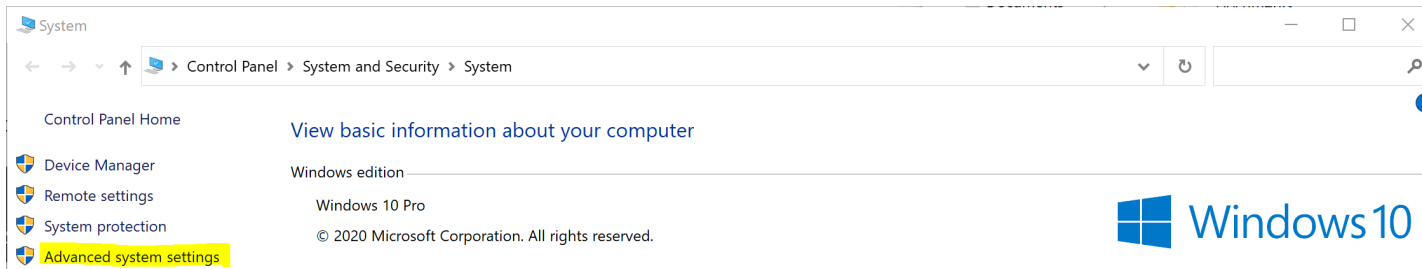 System
Control Panel > System and Security > System
Control Panel Home
View basic information about your computer
Device Manager
Windows edition
Remote settings
Windows 10 Pro
System protection
© 2020 Microsoft Corporation. All rights reserved.
Windows 10
Advanced system settings